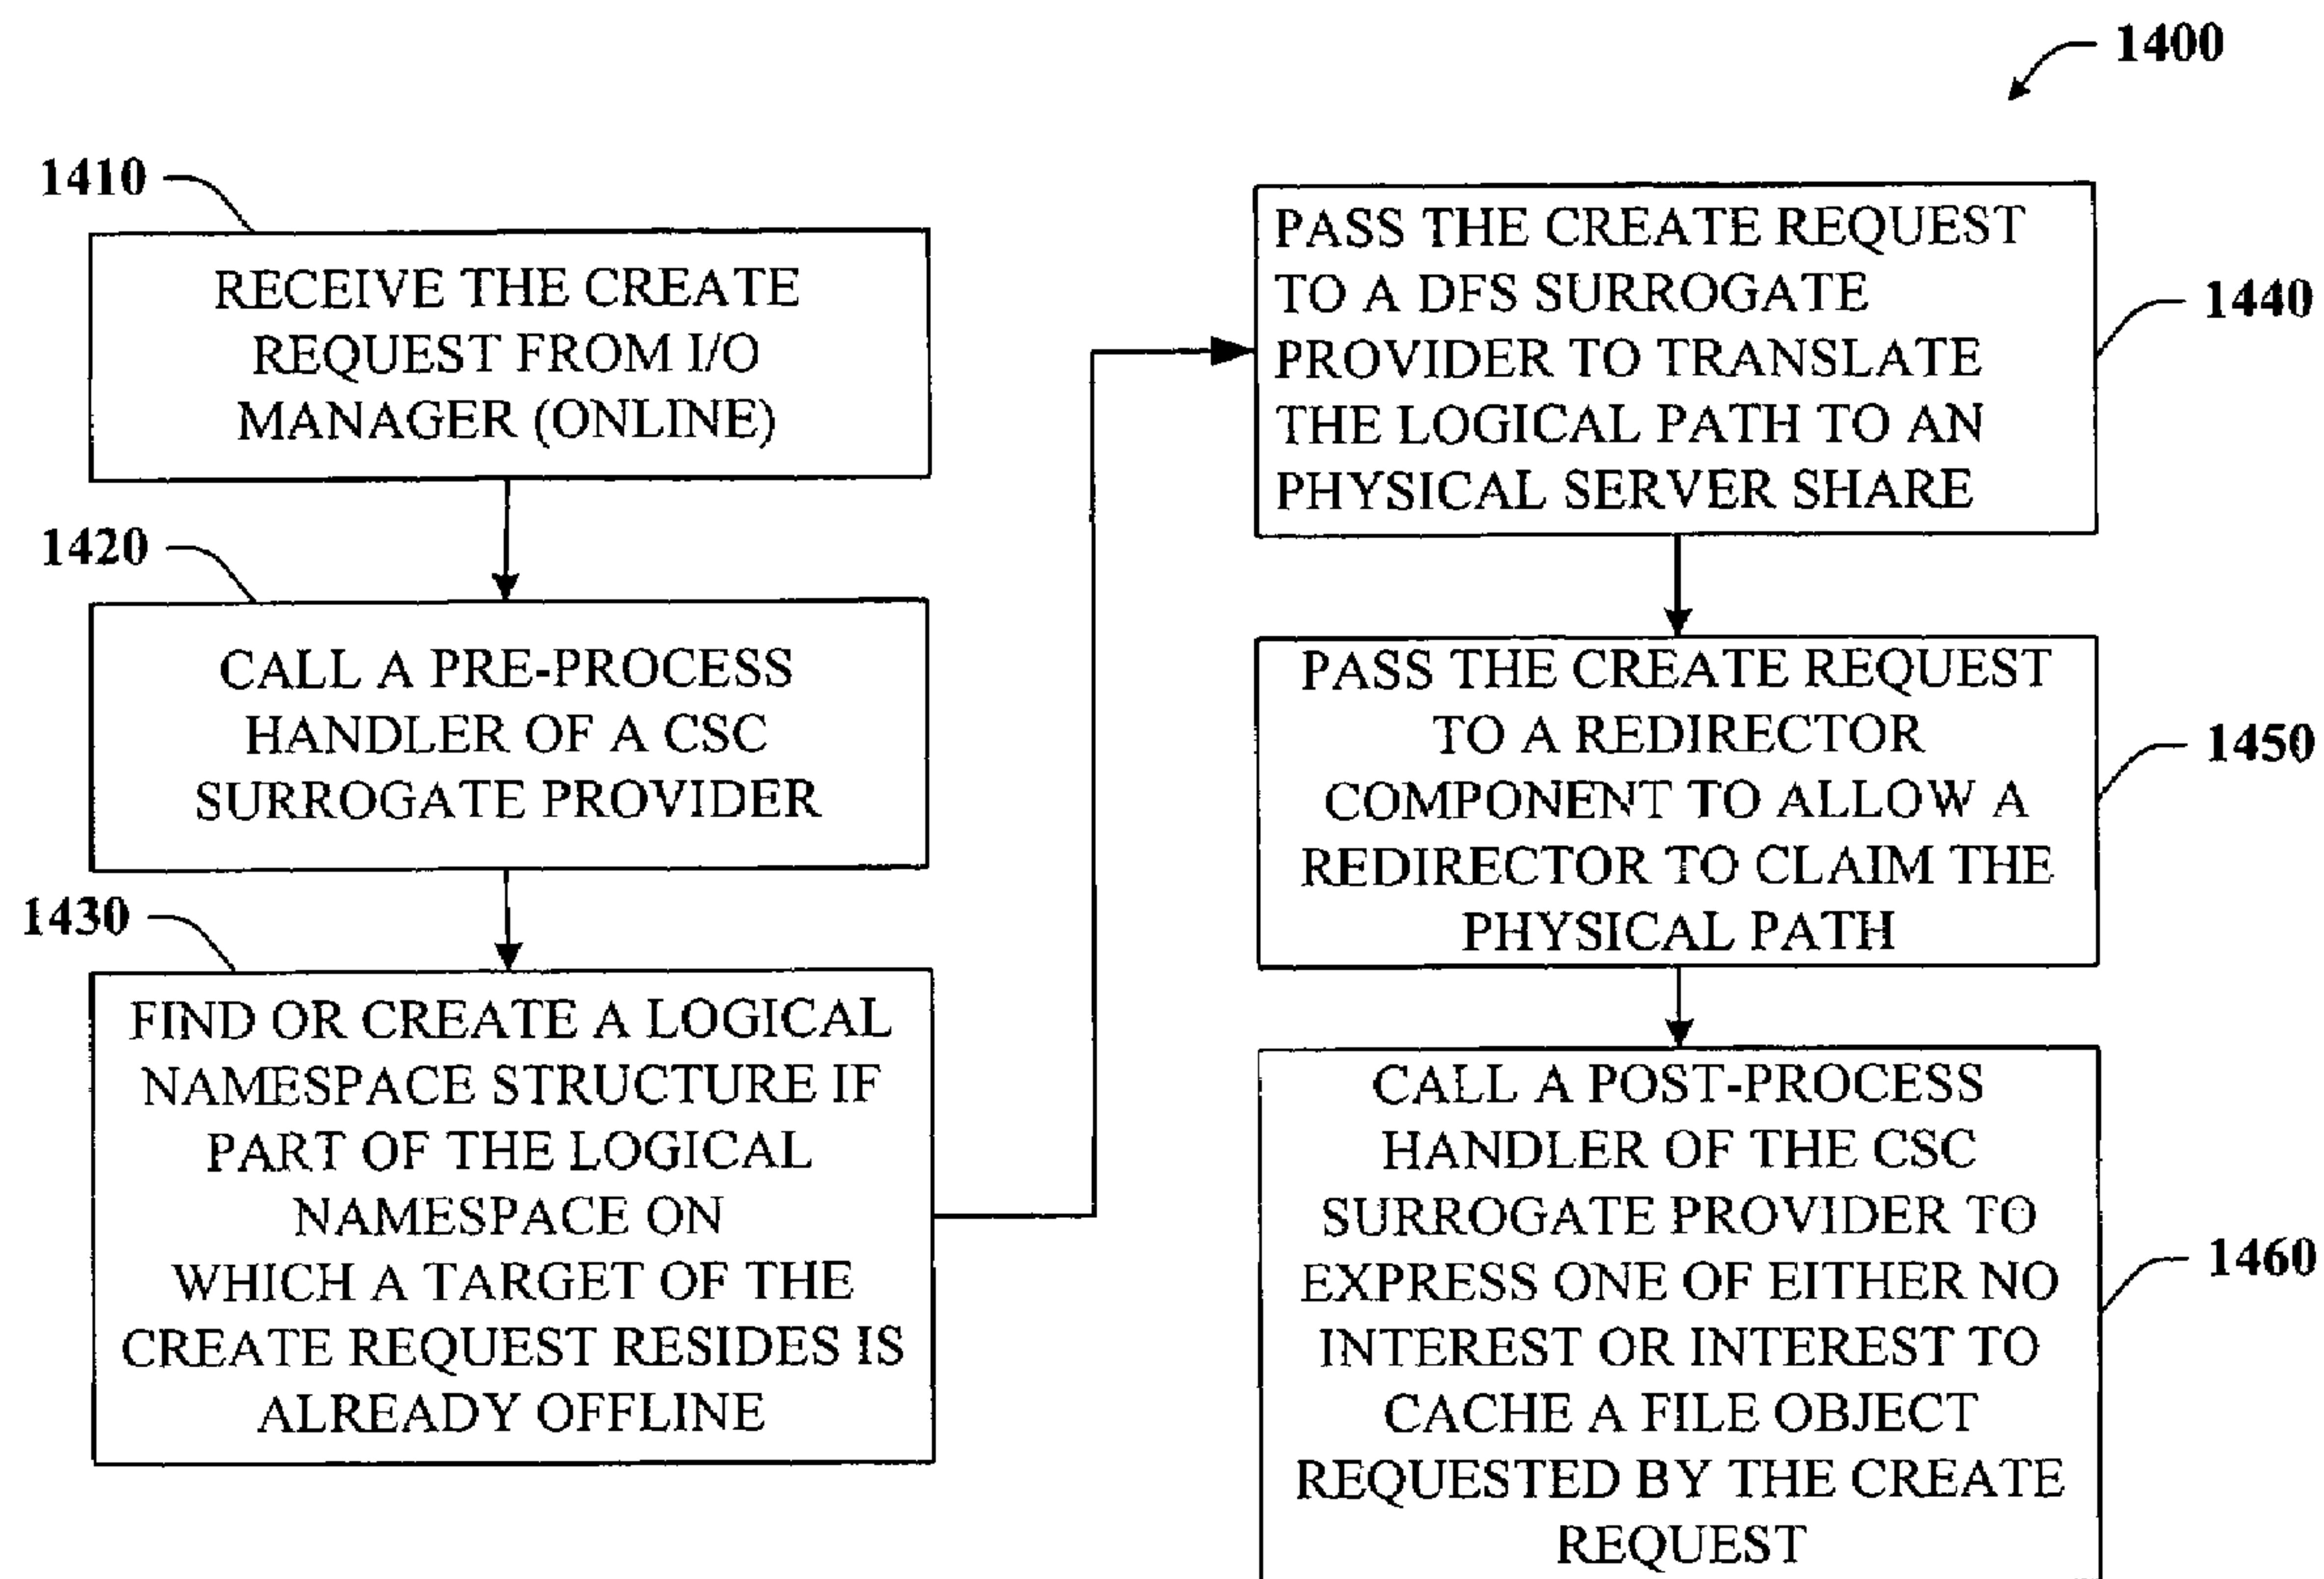 1400
1410
RECEIVE THE CREATE
REQUEST FROM I/O
MANAGER (ONLINE)
1420
CALL A PRE-PROCESS
HANDLER OF A CSC
SURROGATE PROVIDER
1430
FIND OR CREATE A LOGICAL
NAMESPACE STRUCTURE IF
PART OF THE LOGICAL
NAMESPACE ON
WHICH A TARGET OF THE
CREATE REQUEST RESIDES IS
ALREADY OFFLINE
PASS THE CREATE REQUEST
TO A DFS SURROGATE
PROVIDER TO TRANSLATE
THE LOGICAL PATH TO AN
PHYSICAL SERVER SHARE
1440
PASS THE CREATE REQUEST
TO A REDIRECTOR
COMPONENT TO ALLOW A
REDIRECTOR TO CLAIM THE
PHYSICAL PATH
1450
CALL A POST-PROCESS
HANDLER OF THE CSC
SURROGATE PROVIDER TO
EXPRESS ONE OF EITHER NO
INTEREST OR INTEREST TO
CACHE A FILE OBJECT
REQUESTED BY THE CREATE
REQUEST
1460